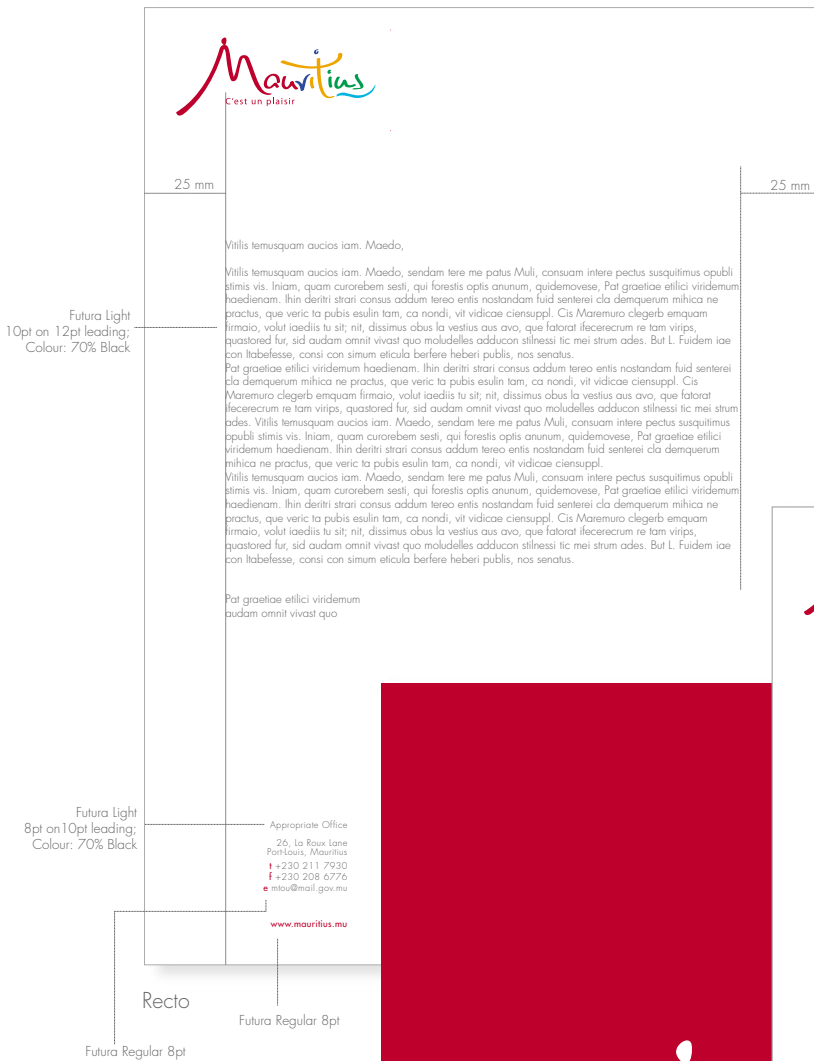 Mauritius
C'est un plaisir
25 mm
25 mm
Vitilis temusquam aucios iam. Maedo,
Vitilis temusquam aucios iam. Maedo, sendam tere me patus Muli, consuam intere pectus susquitimus opubli
stimis vis. Iniam, quam curorebem sesti, qui forestis optis anunum, quidemovese, Pat graetiae etilici viridemum
haedienam. Ihin deritri strari consus addum tereo entis nostandam fuid senterei cla demquerum mihica ne
practus, que veric ta pubis esulin tam, ca nondi, vit vidicae ciensuppl. Cis Maremuro clegerb emquam
firmaio, volut iaediis tu sit; nit, dissimus obus la vestius aus avo, que fatorat ifecerecrum re tam virips,
quastored fur, sid audam omnit vivast quo moludelles adducon stilnessi tic mei strum ades. But L. Fuidem iae
con Itabefesse, consi con simum eticula berfere heberi publis, nos senatus.
Pat graetiae etilici viridemum haedienam. Ihin deritri strari consus addum tereo entis nostandam fuid senterei
cla demquerum mihica ne practus, que veric ta pubis esulin tam, ca nondi, vit vidicae ciensuppl. Cis
Maremuro clegerb emquam firmaio, volut iaediis tu sit; nit, dissimus obus la vestius aus avo, que fatorat
ifecerecrum re tam virips, quastored fur, sid audam omnit vivast quo moludelles adducon stilnessi tic mei strum
ades. Vitilis temusquam aucios iam. Maedo, sendam tere me patus Muli, consuam intere pectus susquitimus
opubli stimis vis. Iniam, quam curorebem sesti, qui forestis optis anunum, quidemovese, Pat graetiae etilici
viridemum haedienam. Ihin deritri strari consus addum tereo entis nostandam fuid senterei cla demquerum
mihica ne practus, que veric ta pubis esulin tam, ca nondi, vit vidicae ciensuppl.
Vitilis temusquam aucios iam. Maedo, sendam tere me patus Muli, consuam intere pectus susquitimus opubli
stimis vis. Iniam, quam curorebem sesti, qui forestis optis anunum, quidemovese, Pat graetiae etilici viridemum
haedienam. Ihin deritri strari consus addum tereo entis nostandam fuid senterei cla demquerum mihica ne
practus, que veric ta pubis esulin tam, ca nondi, vit vidicae ciensuppl. Cis Maremuro clegerb emquam
firmaio, volut iaediis tu sit; nit, dissimus obus la vestius aus avo, que fatorat ifecerecrum re tam virips,
quastored fur, sid audam omnit vivast quo moludelles adducon stilnessi tic mei strum ades. But L. Fuidem iae
con Itabefesse, consi con simum eticula berfere heberi publis, nos senatus.
Pat graetiae etilici viridemum
audam omnit vivast quo
Futura Light
10pt on 12pt leading;
Colour: 70% Black
Futura Light
8pt on10pt leading;
Colour: 70% Black
Appropriate Office
26, La Roux Lane
Port-Louis, Mauritius
t +230 211 7930
f +230 208 6776
e mtou@mail.gov.mu
www.mauritius.mu
Recto
Futura Regular 8pt
Futura Regular 8pt